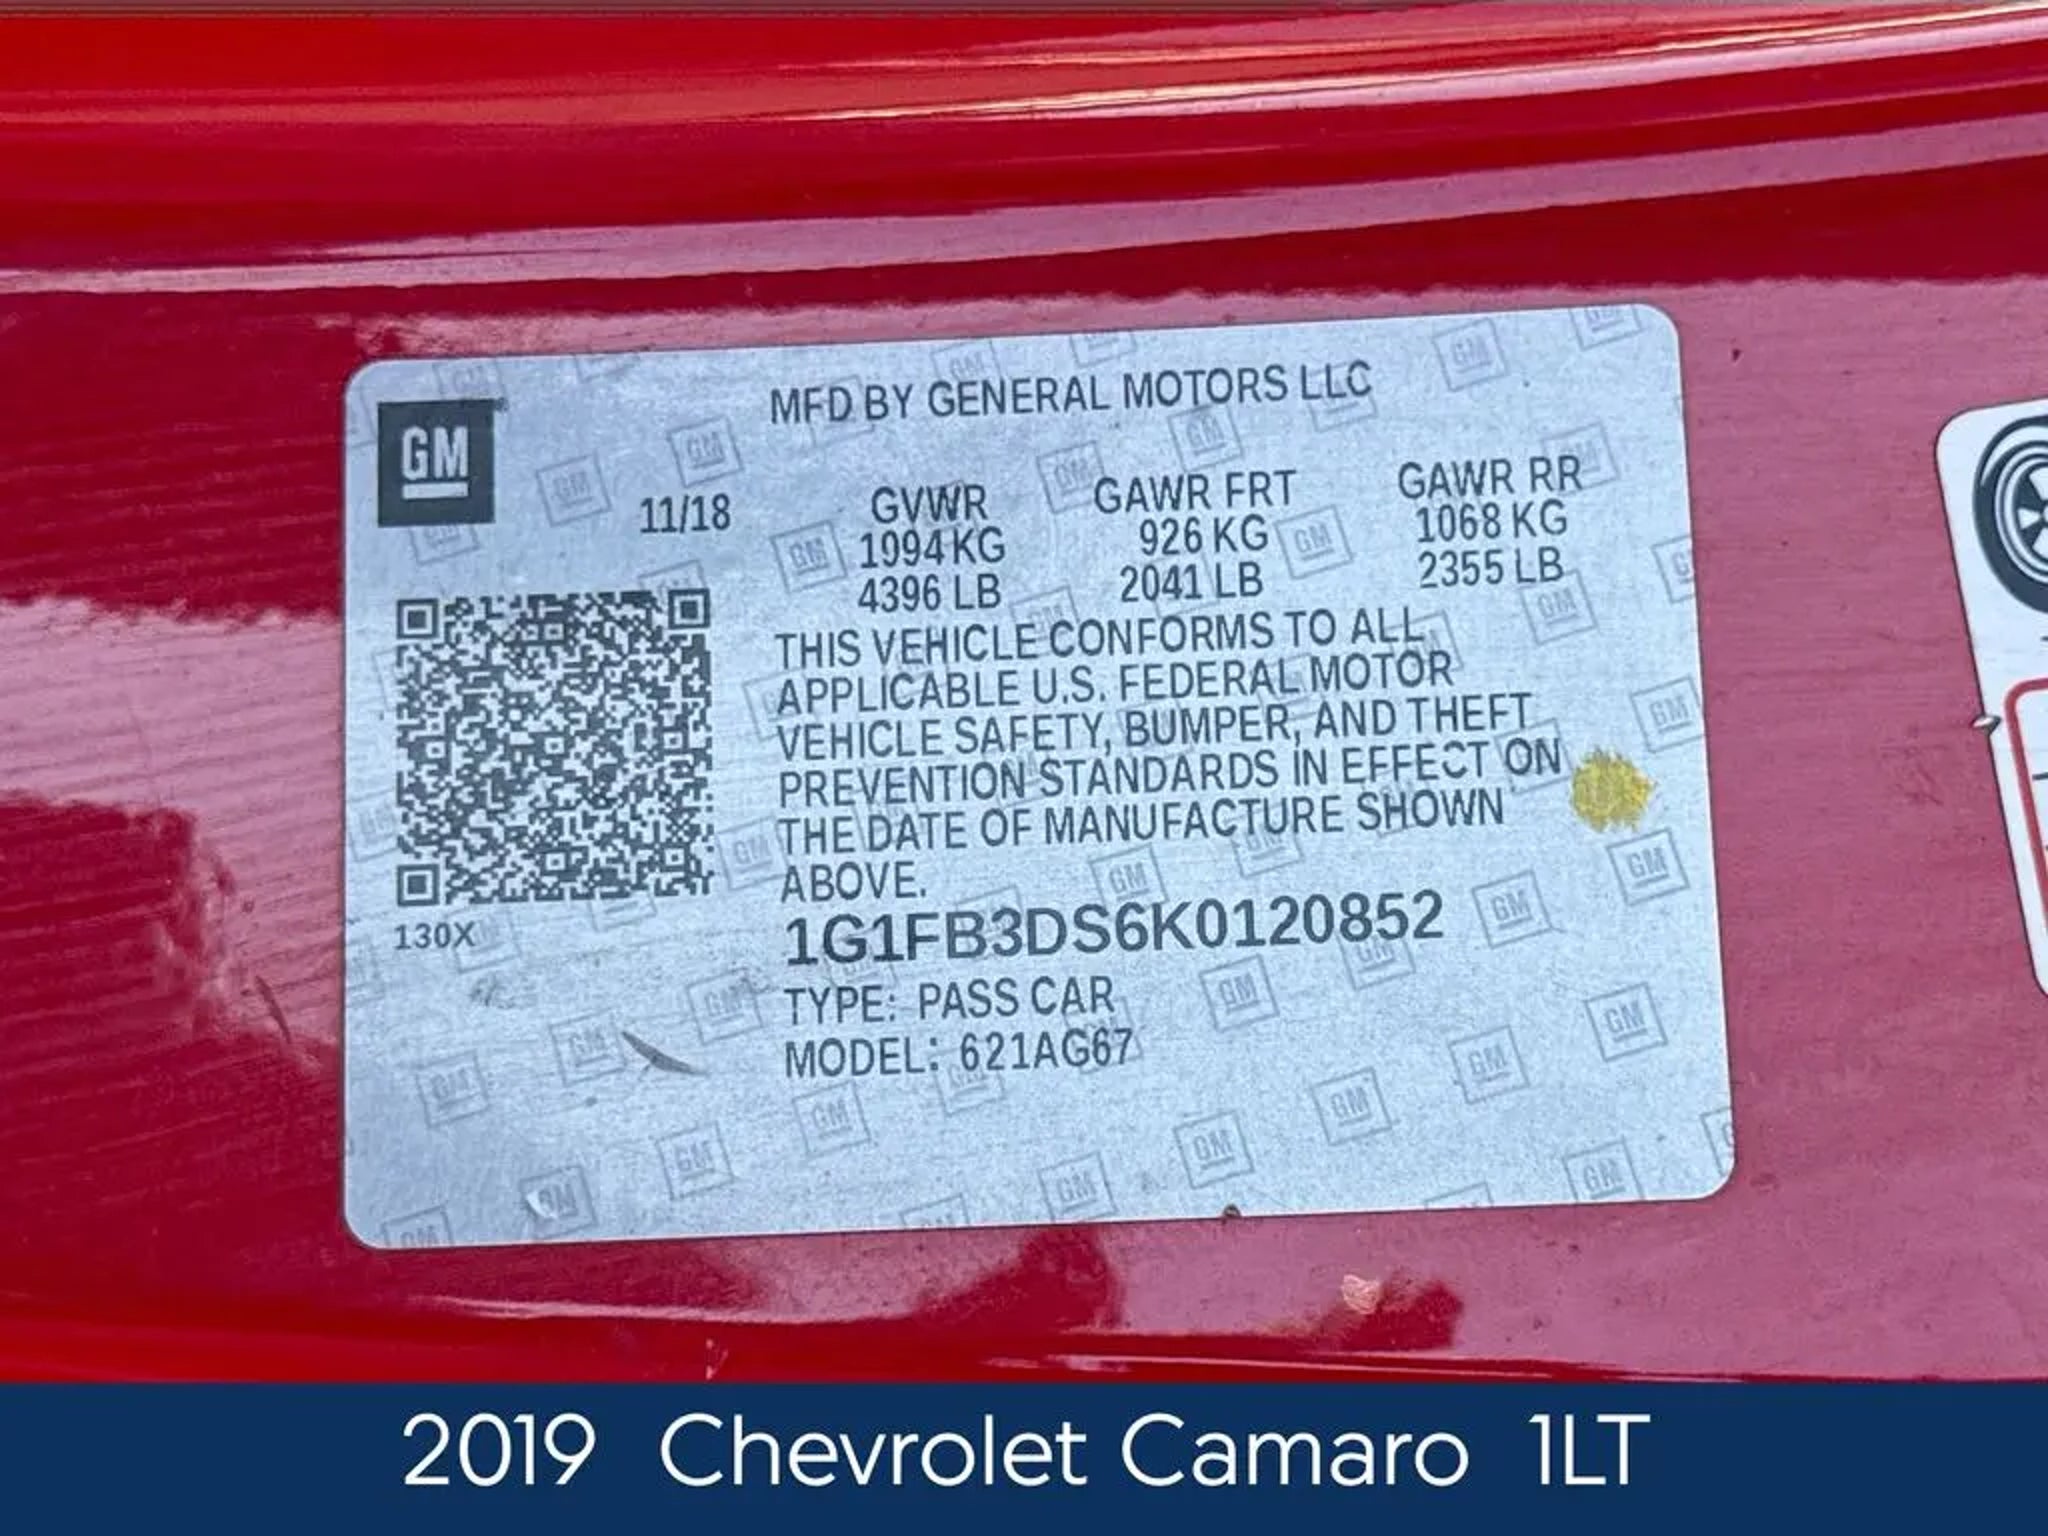 GM
MFD BY GENERAL MOTORS LLC
11/18
GVWR GAWR FRT GAWR RR
1994 KG 926 KG 1068 KG
4396 LB 2041 LB 2355 LB
THIS VEHICLE CONFORMS TO ALL
APPLICABLE U.S. FEDERAL MOTOR
VEHICLE SAFETY, BUMPER, AND THEFT
PREVENTION STANDARDS IN EFFECT ON
THE DATE OF MANUFACTURE SHOWN
ABOVE.
130X
1G1FB3DS6K0120852
TYPE: PASS CAR
MODEL: 621AG67
2019 Chevrolet Camaro 1LT